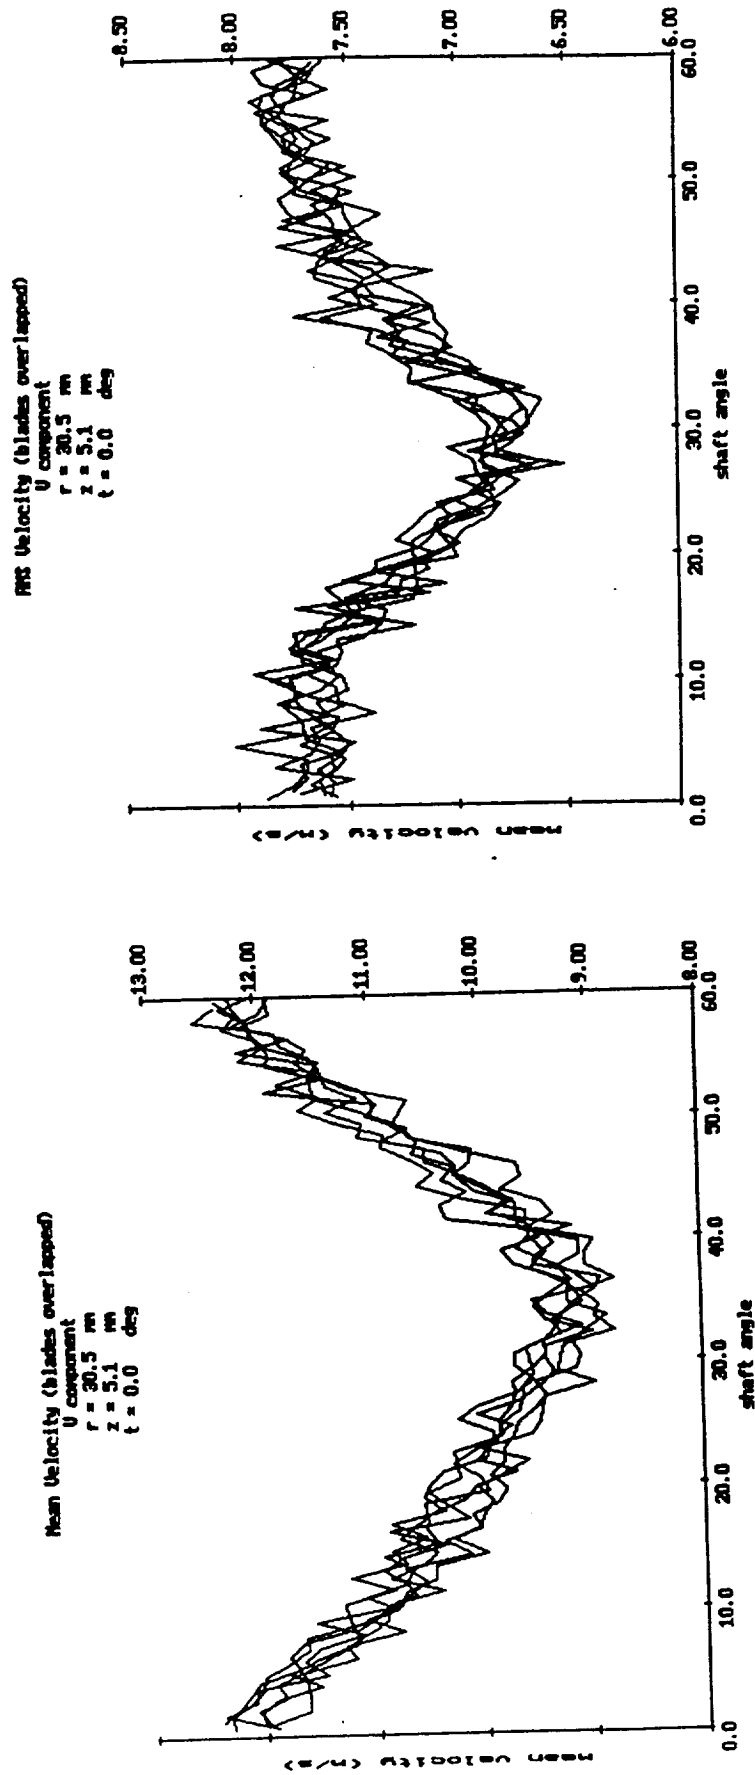 RMS Velocity (blades overlapped)
U component
r = 30.5 mm
z = 5.1 mm
t = 0.0 deg
8.50
8.00
7.50
7.00
6.50
6.00
mean velocity (m/s)
0.0
10.0
20.0
30.0
40.0
50.0
60.0
shaft angle
Mean Velocity (blades overlapped)
U component
r = 30.5 mm
z = 5.1 mm
t = 0.0 deg
13.00
12.00
11.00
10.00
9.00
8.00
mean velocity (m/s)
0.0
10.0
20.0
30.0
40.0
50.0
60.0
shaft angle